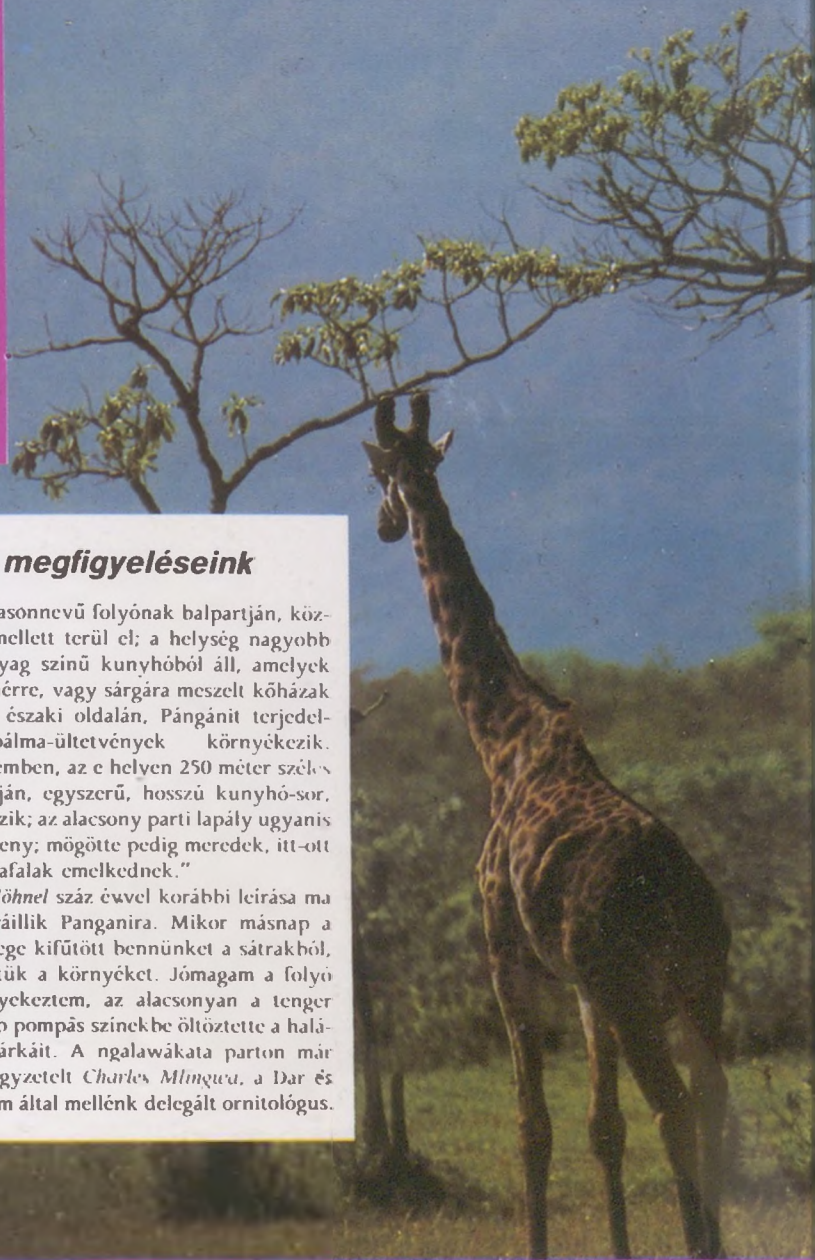 megfigyeléseink
asonnevű folyónak balpartján, köz-
mellett terül el; a helység nagyobb
yag színű kunyhóból áll, amelyek
érre, vagy sárgára meszelt kőházak
északi oldalán, Pángánit terjedel-
pálma-ültetvények környékezik.
emben, az e helyen 250 méter széles
ján, egyszerű, hosszú kunyhó-sor,
zik; az alacsony parti lapály ugyanis
eny; mögötte pedig meredek, itt-ott
afalak emelkednek."
öhnel száz évvel korábbi leírása ma
áillik Panganira. Mikor másnap a
ege kifűtött bennünket a sátrakból,
tük a környéket. Jómagam a folyó
yekeztem, az alacsonyan a tenger
p pompás színekbe öltöztette a halá-
árkáit. A ngalawákata parton már
gyzetelt Charles Mlingwa, a Dar és
m által mellénk delegált ornitológus.